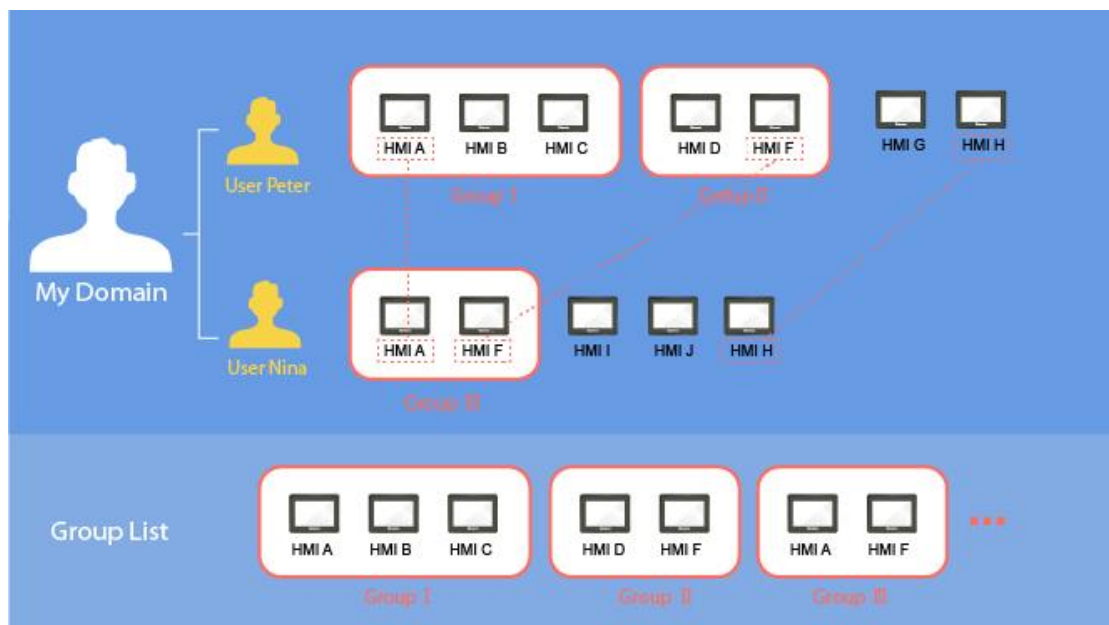 HMI A HMI B HMI C HMI D HMI F HMI G HMI H
User Peter
Group I Group II
My Domain
HMI A HMI F HMI I HMI J HMI H
User Nina
Group III
Group List
HMI A HMI B HMI C HMI D HMI F HMI A HMI F
Group I Group II Group III